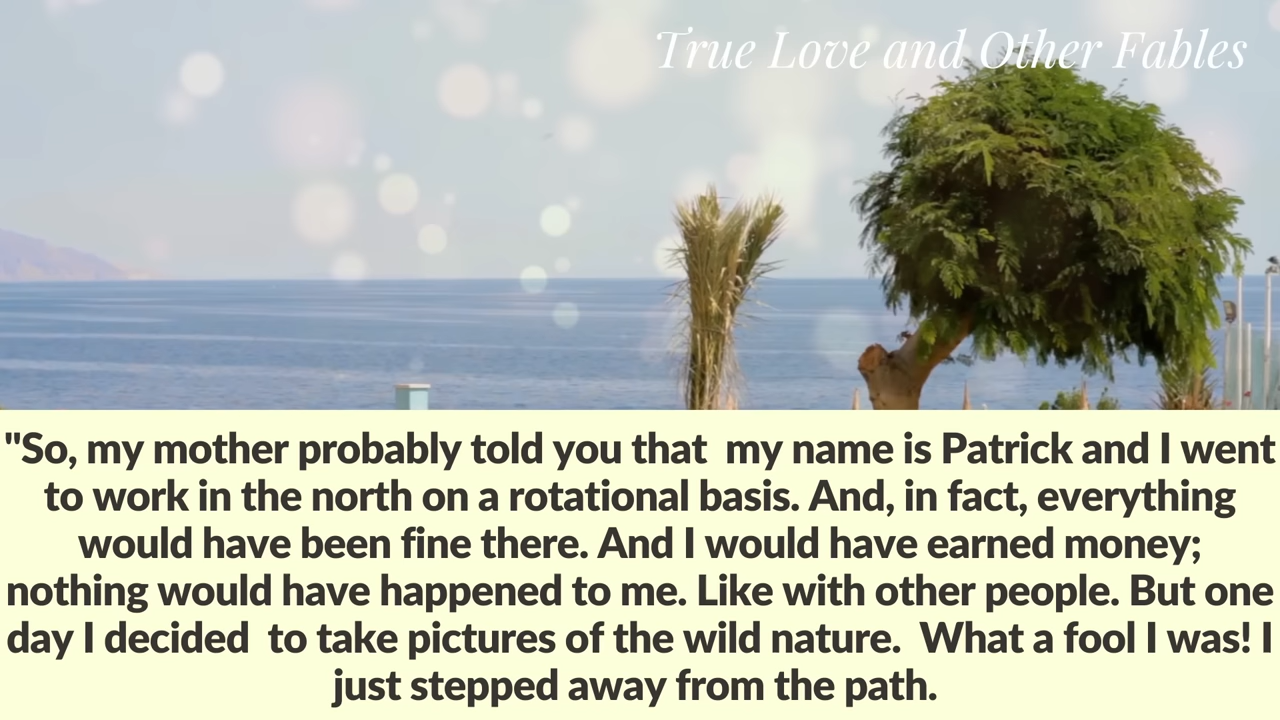 True Love and Other Fables
"So, my mother probably told you that  my name is Patrick and I went
to work in the north on a rotational basis. And, in fact, everything
would have been fine there. And I would have earned money;
nothing would have happened to me. Like with other people. But one
day I decided  to take pictures of the wild nature.  What a fool I was! I
just stepped away from the path.